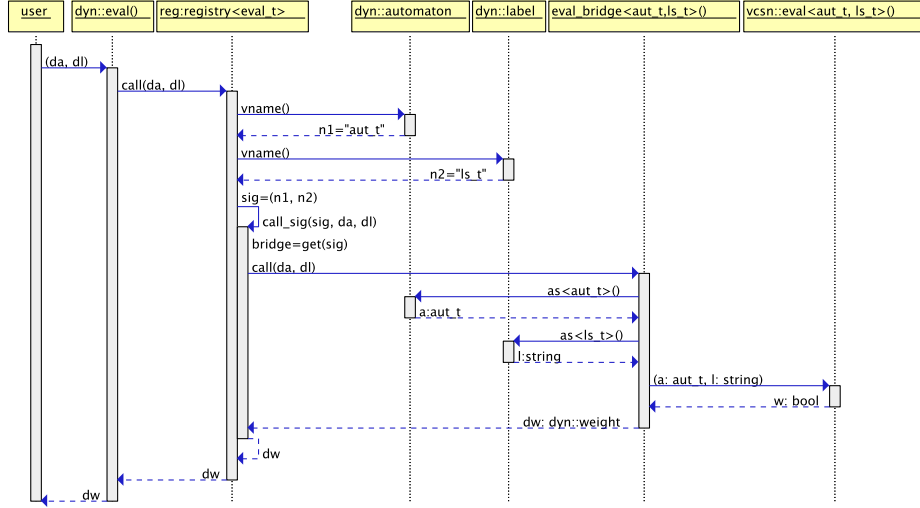 user
dyn::eval()
reg:registry<eval_t>
dyn::automaton
dyn::label
eval_bridge<aut_t,ls_t>()
vcsn::eval<aut_t, ls_t>()
(da, dl)
call(da, dl)
vname()
n1="aut_t"
vname()
n2="ls_t"
sig=(n1, n2)
call_sig(sig, da, dl)
bridge=get(sig)
call(da, dl)
as<aut_t>()
a:aut_t
as<ls_t>()
l:string
(a: aut_t, l: string)
w: bool
dw: dyn::weight
dw
dw
dw